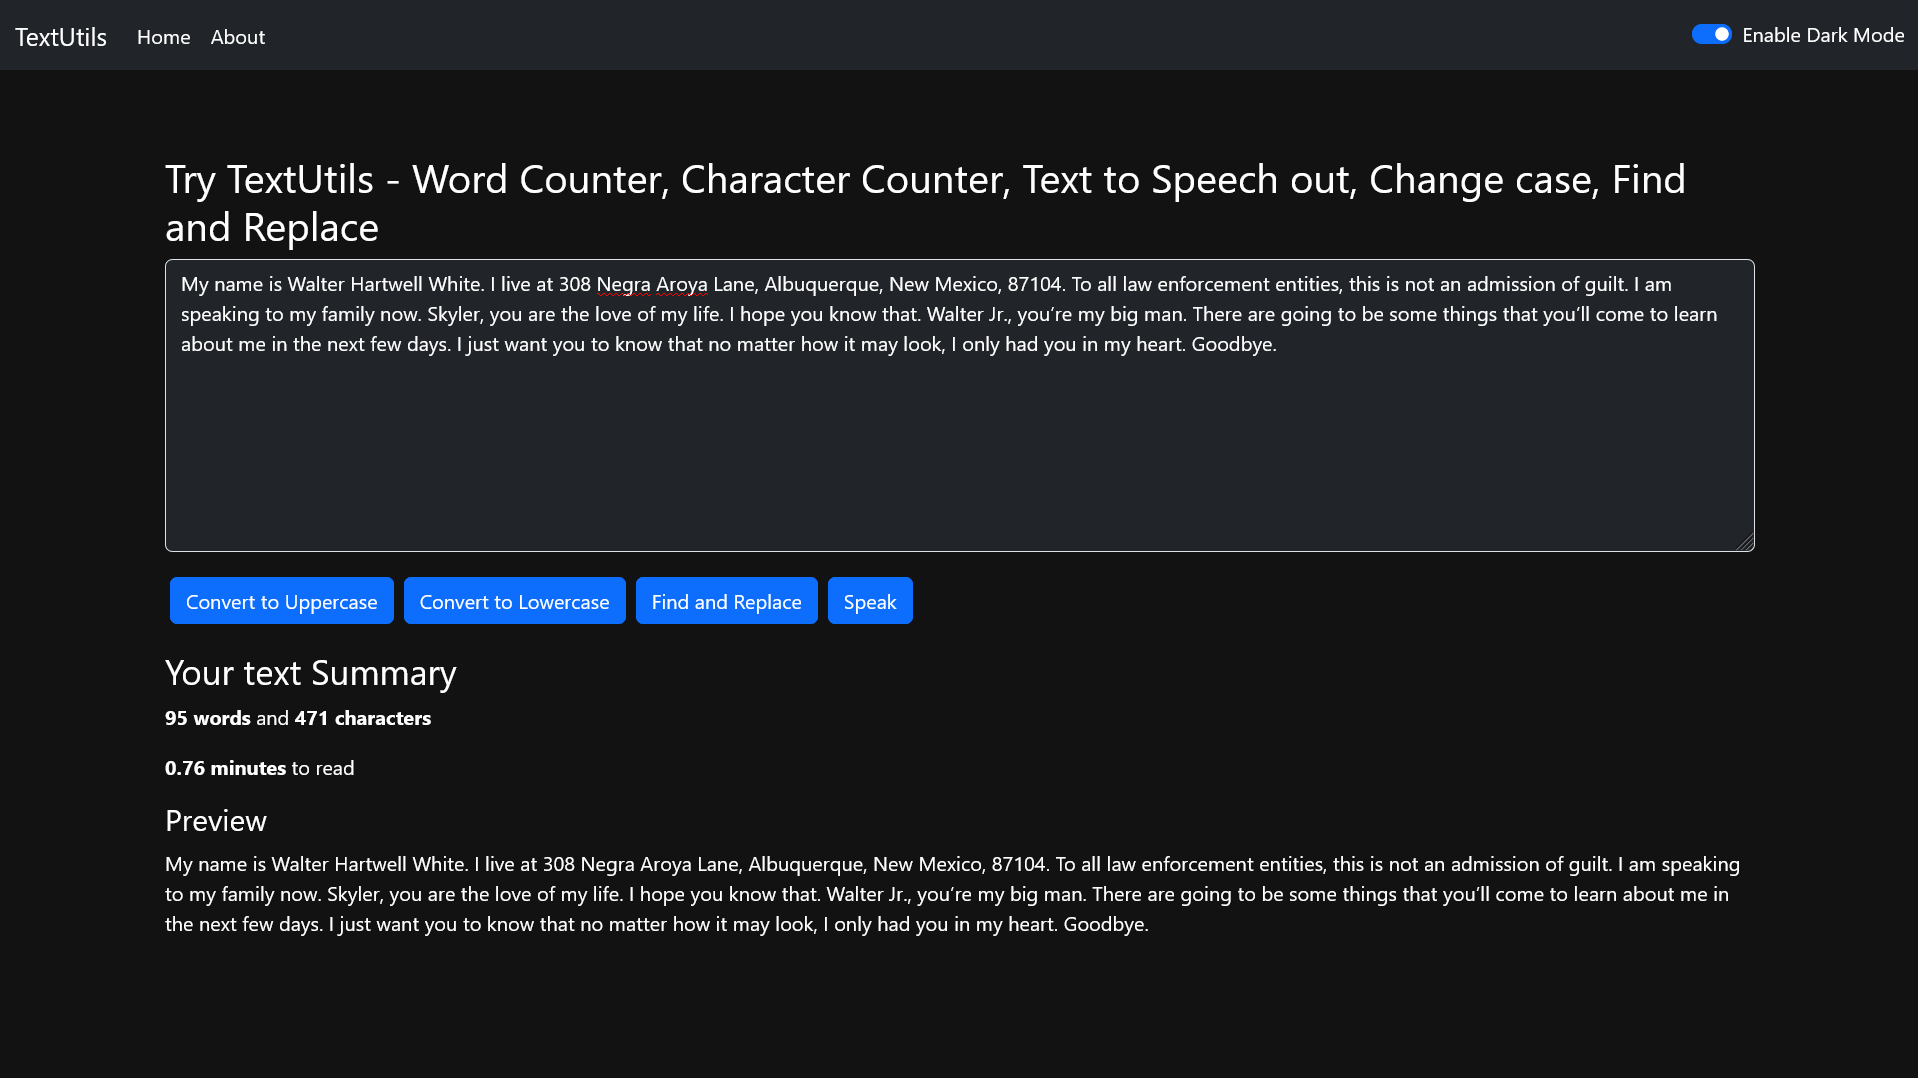 TextUtils Home About Enable Dark Mode
Try TextUtils - Word Counter, Character Counter, Text to Speech out, Change case, Find
and Replace
My name is Walter Hartwell White. I live at 308 Negra Aroya Lane, Albuquerque, New Mexico, 87104. To all law enforcement entities, this is not an admission of guilt. I am
speaking to my family now. Skyler, you are the love of my life. I hope you know that. Walter Jr., you’re my big man. There are going to be some things that you’ll come to learn
about me in the next few days. I just want you to know that no matter how it may look, I only had you in my heart. Goodbye.
Convert to Uppercase Convert to Lowercase Find and Replace Speak
Your text Summary
95 words and 471 characters
0.76 minutes to read
Preview
My name is Walter Hartwell White. I live at 308 Negra Aroya Lane, Albuquerque, New Mexico, 87104. To all law enforcement entities, this is not an admission of guilt. I am speaking
to my family now. Skyler, you are the love of my life. I hope you know that. Walter Jr., you’re my big man. There are going to be some things that you’ll come to learn about me in
the next few days. I just want you to know that no matter how it may look, I only had you in my heart. Goodbye.